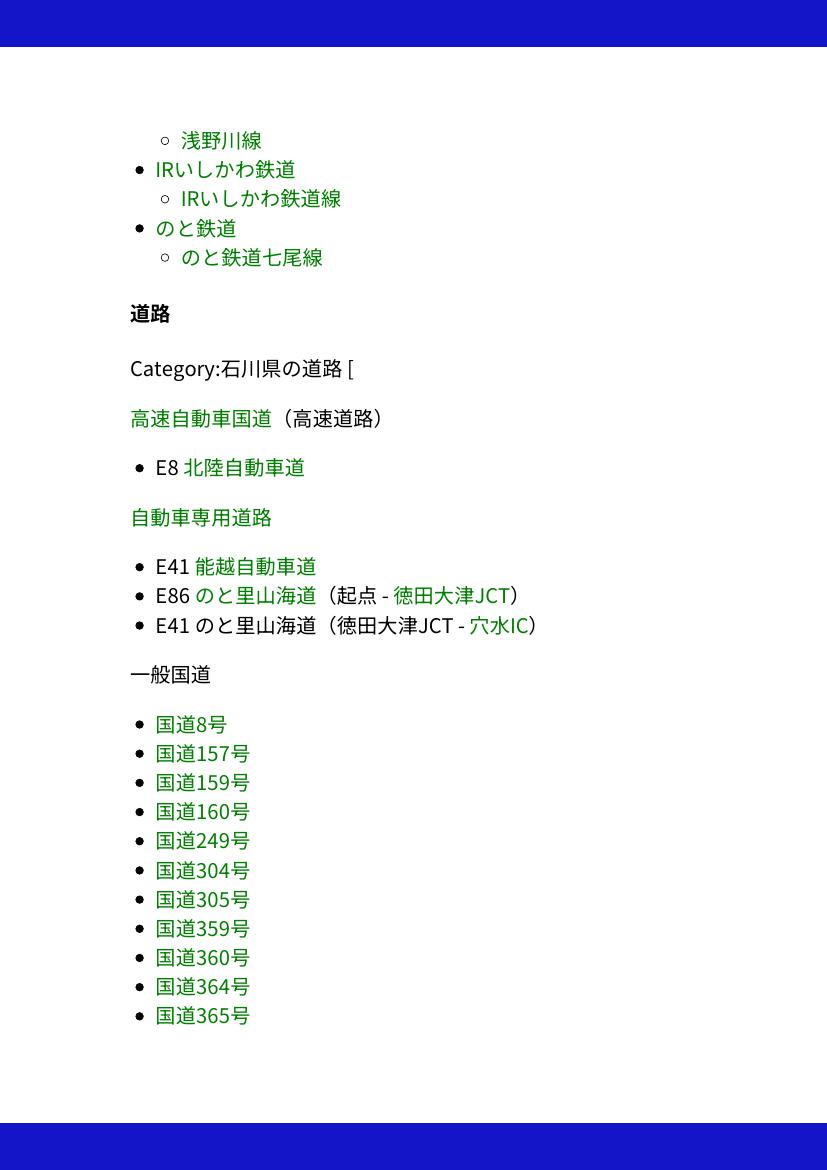 浅野川線
IRいしかわ鉄道
IRいしかわ鉄道線
のと鉄道
のと鉄道七尾線
道路
Category:石川県の道路 [
高速自動車国道（高速道路）
E8 北陸自動車道
自動車専用道路
E41 能越自動車道
E86 のと里山海道（起点 - 徳田大津JCT）
E41 のと里山海道（徳田大津JCT - 穴水IC）
一般国道
国道8号
国道157号
国道159号
国道160号
国道249号
国道304号
国道305号
国道359号
国道360号
国道364号
国道365号